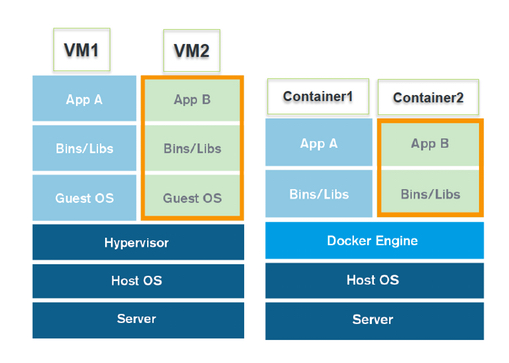 VM1 VM2
App A App B
Bins/Libs Bins/Libs
Guest OS Guest OS
Hypervisor
Host OS
Server
Container1 Container2
App A App B
Bins/Libs Bins/Libs
Docker Engine
Host OS
Server